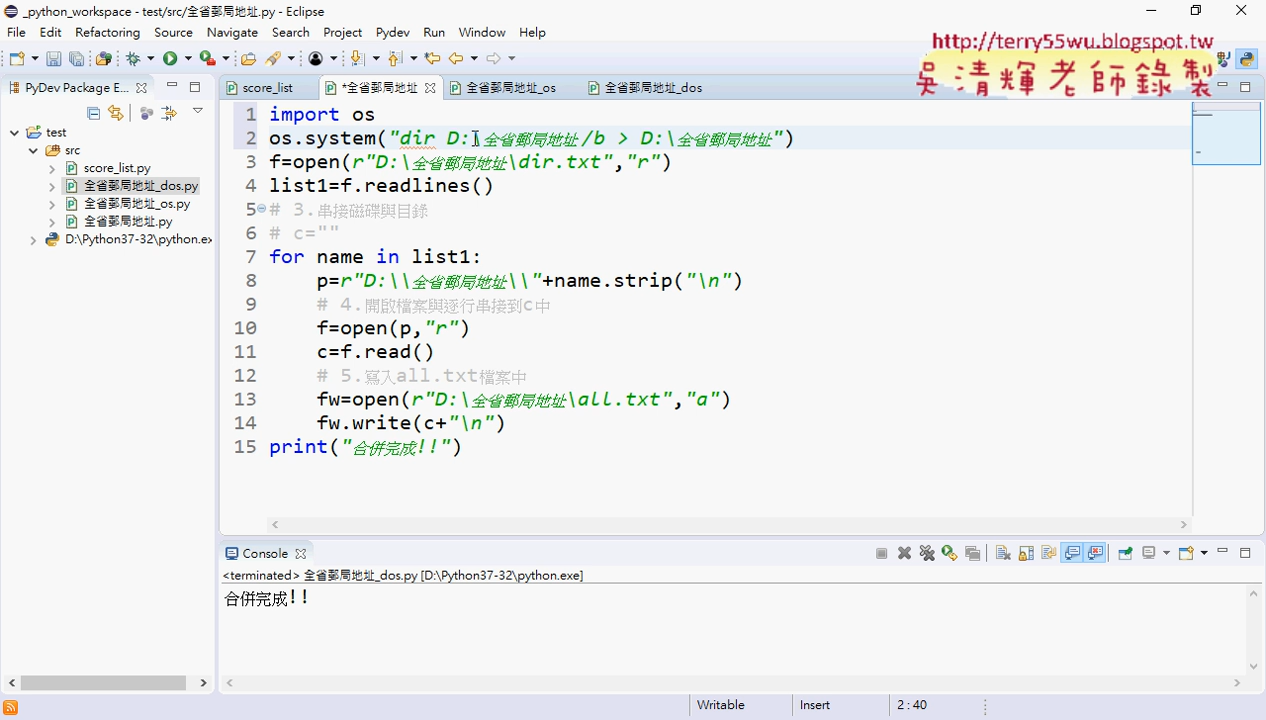 _python_workspace - test/src/全省郵局地址.py - Eclipse
File Edit Refactoring Source Navigate Search Project Pydev Run Window Help
http://terry55wu.blogspot.tw
吳清輝老師錄製
PyDev Package E...
score_list
*全省郵局地址
全省郵局地址_os
全省郵局地址_dos
test
src
score_list.py
全省郵局地址_dos.py
全省郵局地址_os.py
全省郵局地址.py
D:\Python37-32\python.ex
1 import os
2 os.system("dir D:\全省郵局地址/b > D:\全省郵局地址")
3 f=open(r"D:\全省郵局地址\dir.txt","r")
4 list1=f.readlines()
5 # 3.串接磁碟與目錄
6 # c=""
7 for name in list1:
8 p=r"D:\\全省郵局地址\\"+name.strip("\n")
9 # 4.開啟檔案與逐行串接到c中
10 f=open(p,"r")
11 c=f.read()
12 # 5.寫入all.txt檔案中
13 fw=open(r"D:\全省郵局地址\all.txt","a")
14 fw.write(c+"\n")
15 print("合併完成!!")
Console
<terminated> 全省郵局地址_dos.py [D:\Python37-32\python.exe]
合併完成!!
Writable Insert 2 : 40